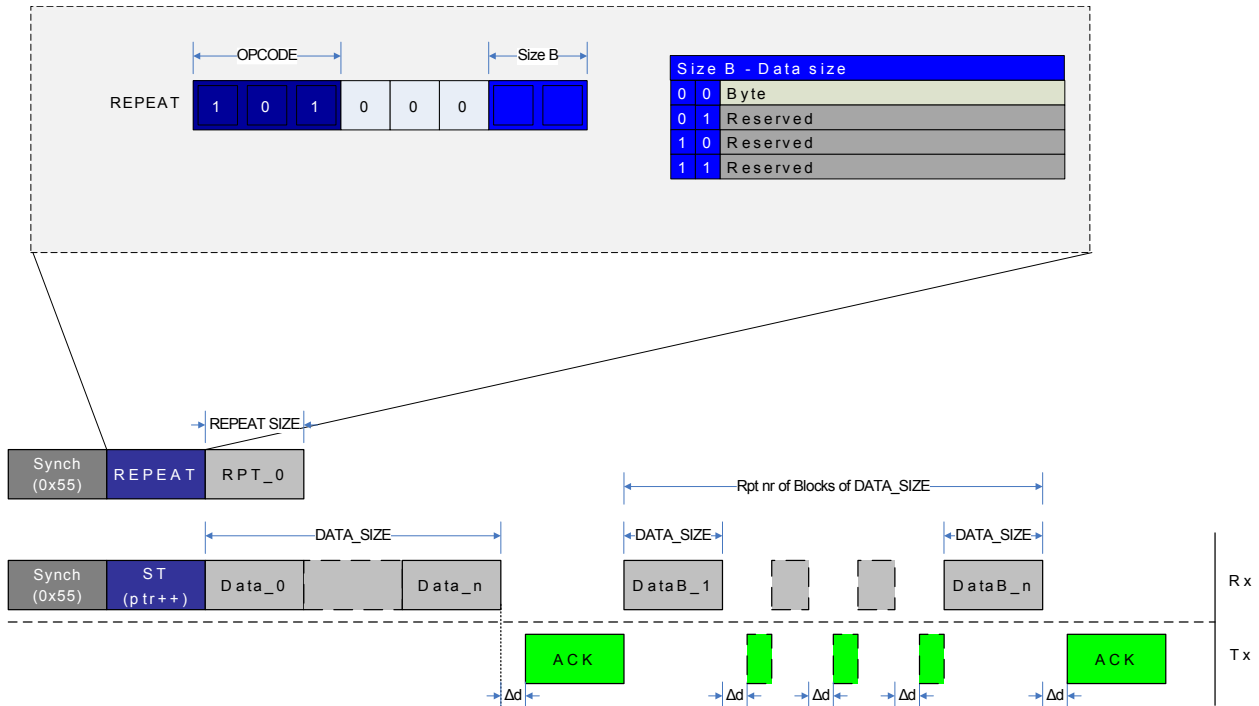 OPCODE
Size B
REPEAT
1 0 1 0 0 0
Size B - Data size
0 0 Byte
0 1 Reserved
1 0 Reserved
1 1 Reserved
REPEAT SIZE
Synch
(0x55)
REPEAT
RPT_0
Rpt nr of Blocks of DATA_SIZE
DATA_SIZE
DATA_SIZE
DATA_SIZE
Synch
(0x55)
ST
(ptr++)
Data_0
Data_n
DataB_1
DataB_n
Rx
ACK
ACK
Tx
Δd
Δd
Δd
Δd
Δd